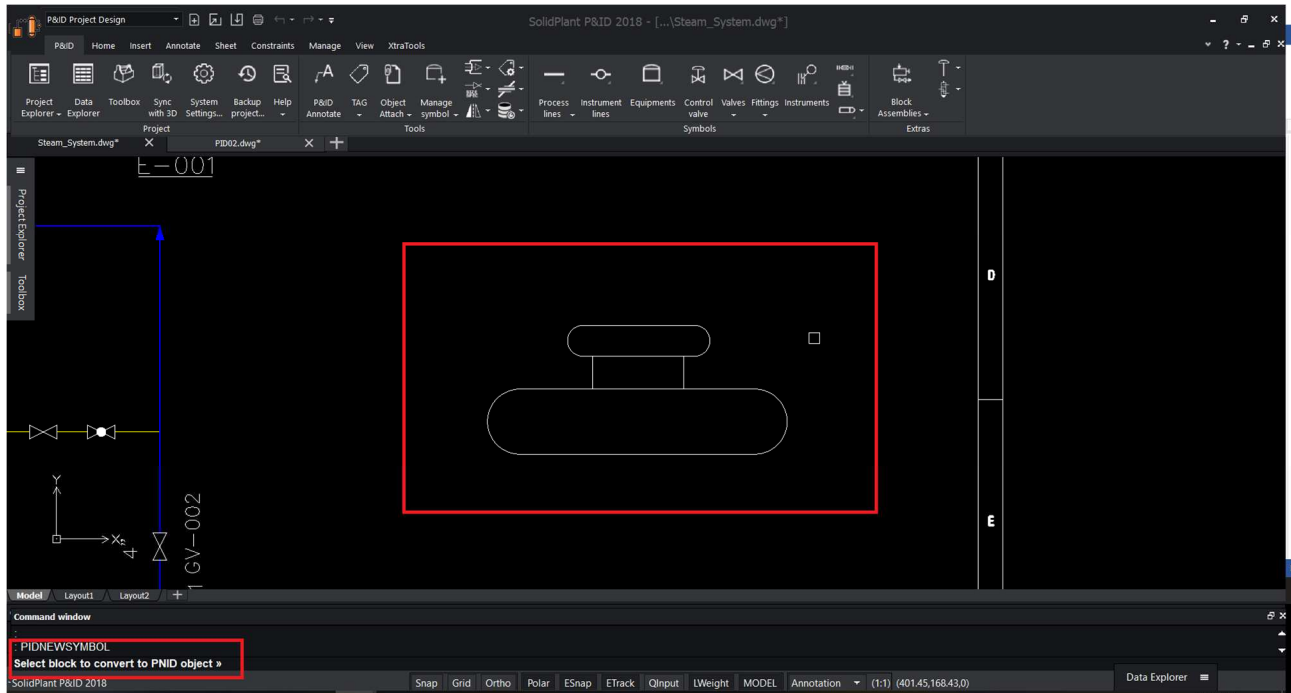 P&ID Project Design
SolidPlant P&ID 2018 - [...\Steam_System.dwg*]
P&ID Home Insert Annotate Sheet Constraints Manage View XtraTools
Project Explorer
Data Explorer
Toolbox
Sync with 3D
System Settings...
Backup project...
Help
P&ID Annotate
TAG
Object Attach
Manage symbol
Process lines
Instrument lines
Equipments
Control valve
Valves
Fittings
Instruments
Block Assemblies
Project
Tools
Symbols
Extras
Steam_System.dwg*
PID02.dwg*
E-001
Project Explorer
Toolbox
D
E
Y
X
4"
1 GV-002
Model Layout1 Layout2
Command window
:
: PIDNEWSYMBOL
Select block to convert to PNID object »
SolidPlant P&ID 2018
Snap Grid Ortho Polar ESnap ETrack QInput LWeight MODEL Annotation (1:1) (401.45,168.43,0)
Data Explorer